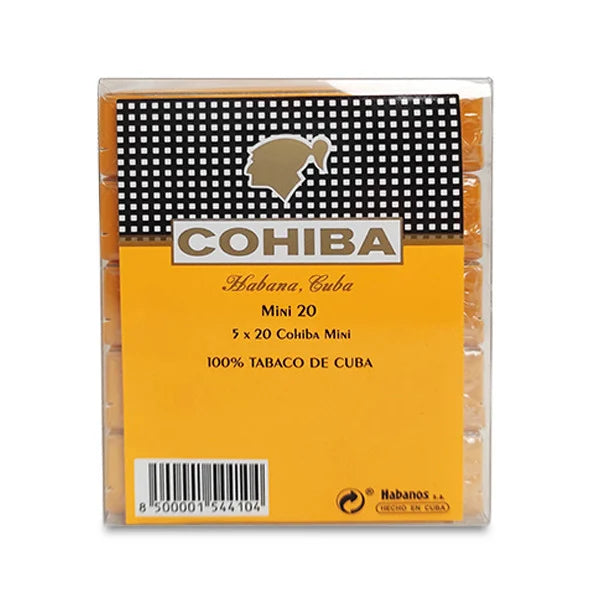 COHIBA
Habana, Cuba
Mini 20
5 x 20 Cohiba Mini
100% TABACO DE CUBA
8 500001 544104
® Habanos s.a.
HECHO EN CUBA